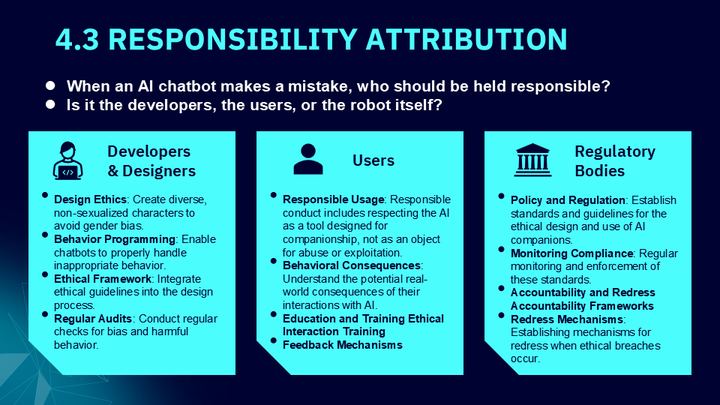 4.3 RESPONSIBILITY ATTRIBUTION
● When an AI chatbot makes a mistake, who should be held responsible?
● Is it the developers, the users, or the robot itself?
Developers
& Designers
• Design Ethics: Create diverse,
non-sexualized characters to
avoid gender bias.
• Behavior Programming: Enable
chatbots to properly handle
inappropriate behavior.
• Ethical Framework: Integrate
ethical guidelines into the design
process.
• Regular Audits: Conduct regular
checks for bias and harmful
behavior.
Users
• Responsible Usage: Responsible
conduct includes respecting the AI
as a tool designed for
companionship, not as an object
for abuse or exploitation.
• Behavioral Consequences:
Understand the potential real-
world consequences of their
interactions with AI.
• Education and Training Ethical
Interaction Training
• Feedback Mechanisms
Regulatory
Bodies
• Policy and Regulation: Establish
standards and guidelines for the
ethical design and use of AI
companions.
• Monitoring Compliance: Regular
monitoring and enforcement of
these standards.
• Accountability and Redress
Accountability Frameworks
• Redress Mechanisms:
Establishing mechanisms for
redress when ethical breaches
occur.